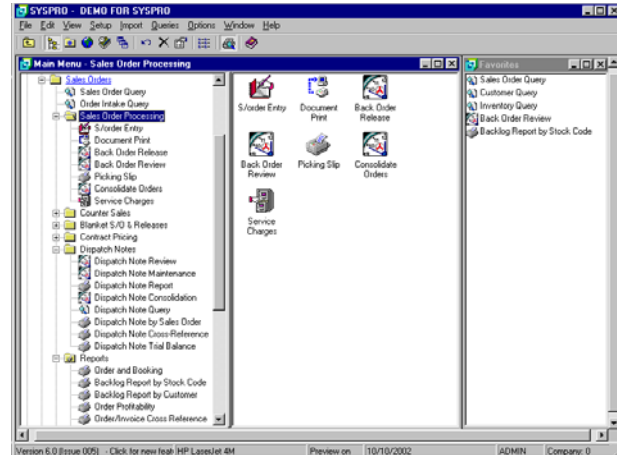 SYSPRO - DEMO FOR SYSPRO
File Edit View Setup Import Queries Options Window Help
Main Menu - Sales Order Processing
Sales Orders
Sales Order Query
Order Intake Query
Sales Order Processing
S/order Entry
Document Print
Back Order Release
Back Order Review
Picking Slip
Consolidate Orders
Service Charges
Counter Sales
Blanket S/O & Releases
Contract Pricing
Dispatch Notes
Dispatch Note Review
Dispatch Note Maintenance
Dispatch Note Report
Dispatch Note Consolidation
Dispatch Note Query
Dispatch Note by Sales Order
Dispatch Note Cross-Reference
Dispatch Note Trial Balance
Reports
Order and Booking
Backlog Report by Stock Code
Backlog Report by Customer
Order Profitability
Order/Invoice Cross Reference
S/order Entry
Document
Print
Back Order
Release
Back Order
Review
Picking Slip
Consolidate
Orders
Service
Charges
Favorites
Sales Order Query
Customer Query
Inventory Query
Back Order Review
Backlog Report by Stock Code
Version 6.0 (Issue 005) - Click for new feat HP LaserJet 4M Preview on 10/10/2002 ADMIN Company: 0